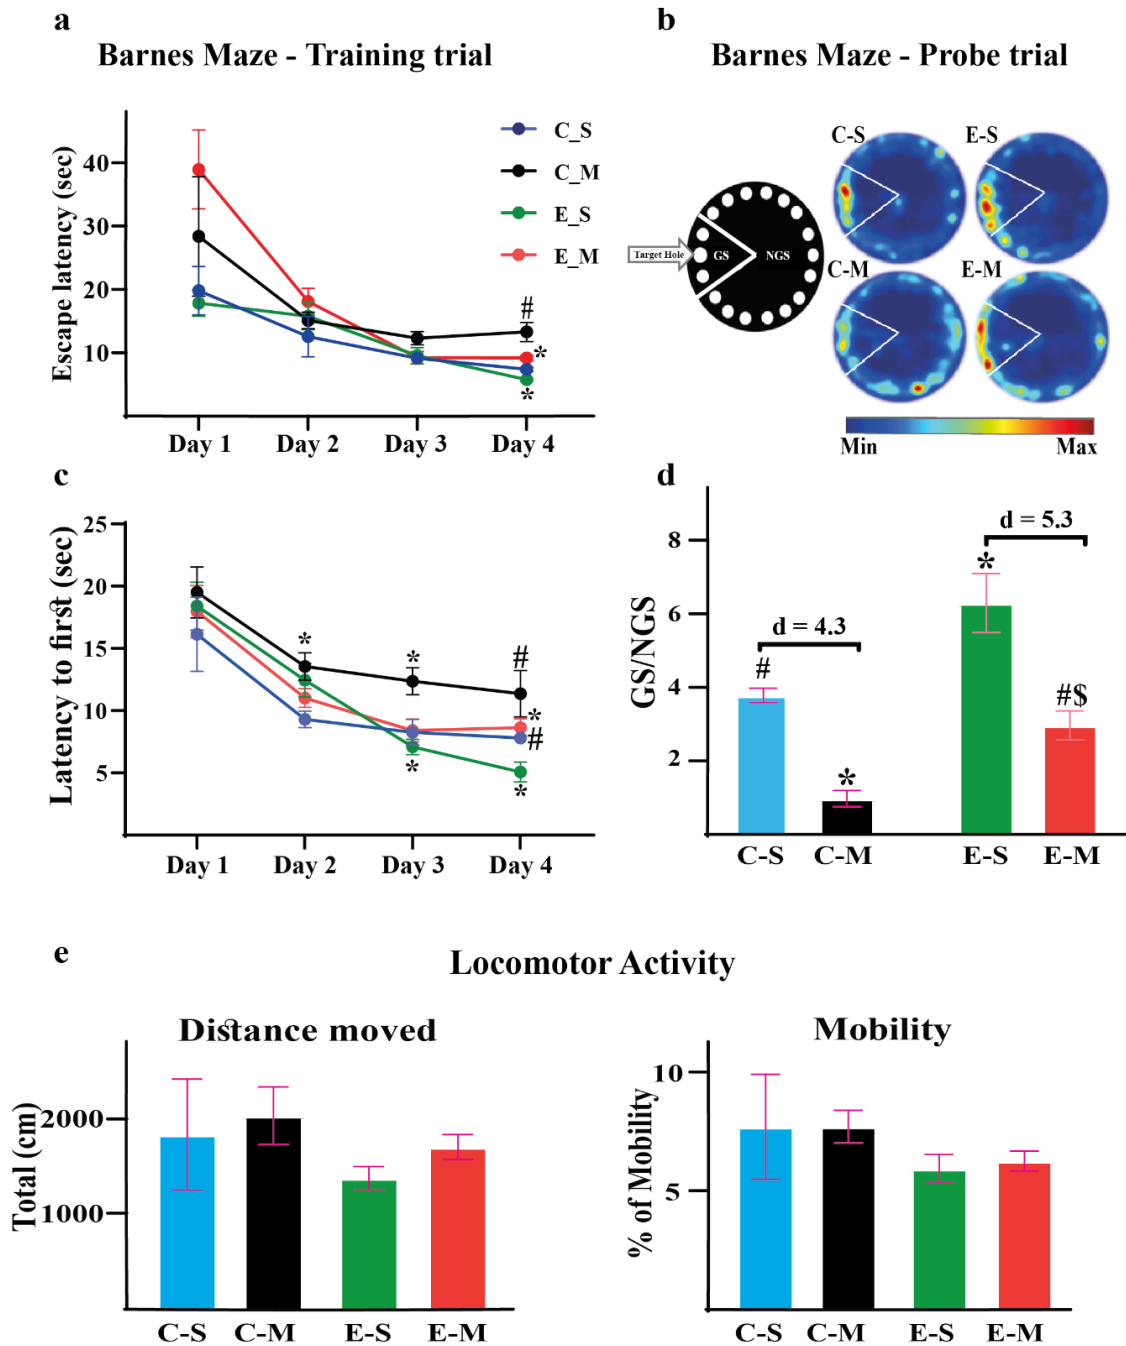 a
Barnes Maze - Training trial
Escape latency (sec)
40
30
20
10
C_S
C_M
E_S
E_M
#
*
*
Day 1 Day 2 Day 3 Day 4
b
Barnes Maze - Probe trial
Target Hole
GS NGS
C-S E-S
C-M E-M
Min Max
c
Latency to first (sec)
25
20
15
10
5
* * #
*
#
* *
Day 1 Day 2 Day 3 Day 4
d
GS/NGS
8
6
4
2
d = 5.3
*
d = 4.3
#
#$
*
C-S C-M E-S E-M
e
Locomotor Activity
Distance moved
Total (cm)
2000
1000
C-S C-M E-S E-M
Mobility
% of Mobility
10
5
C-S C-M E-S E-M